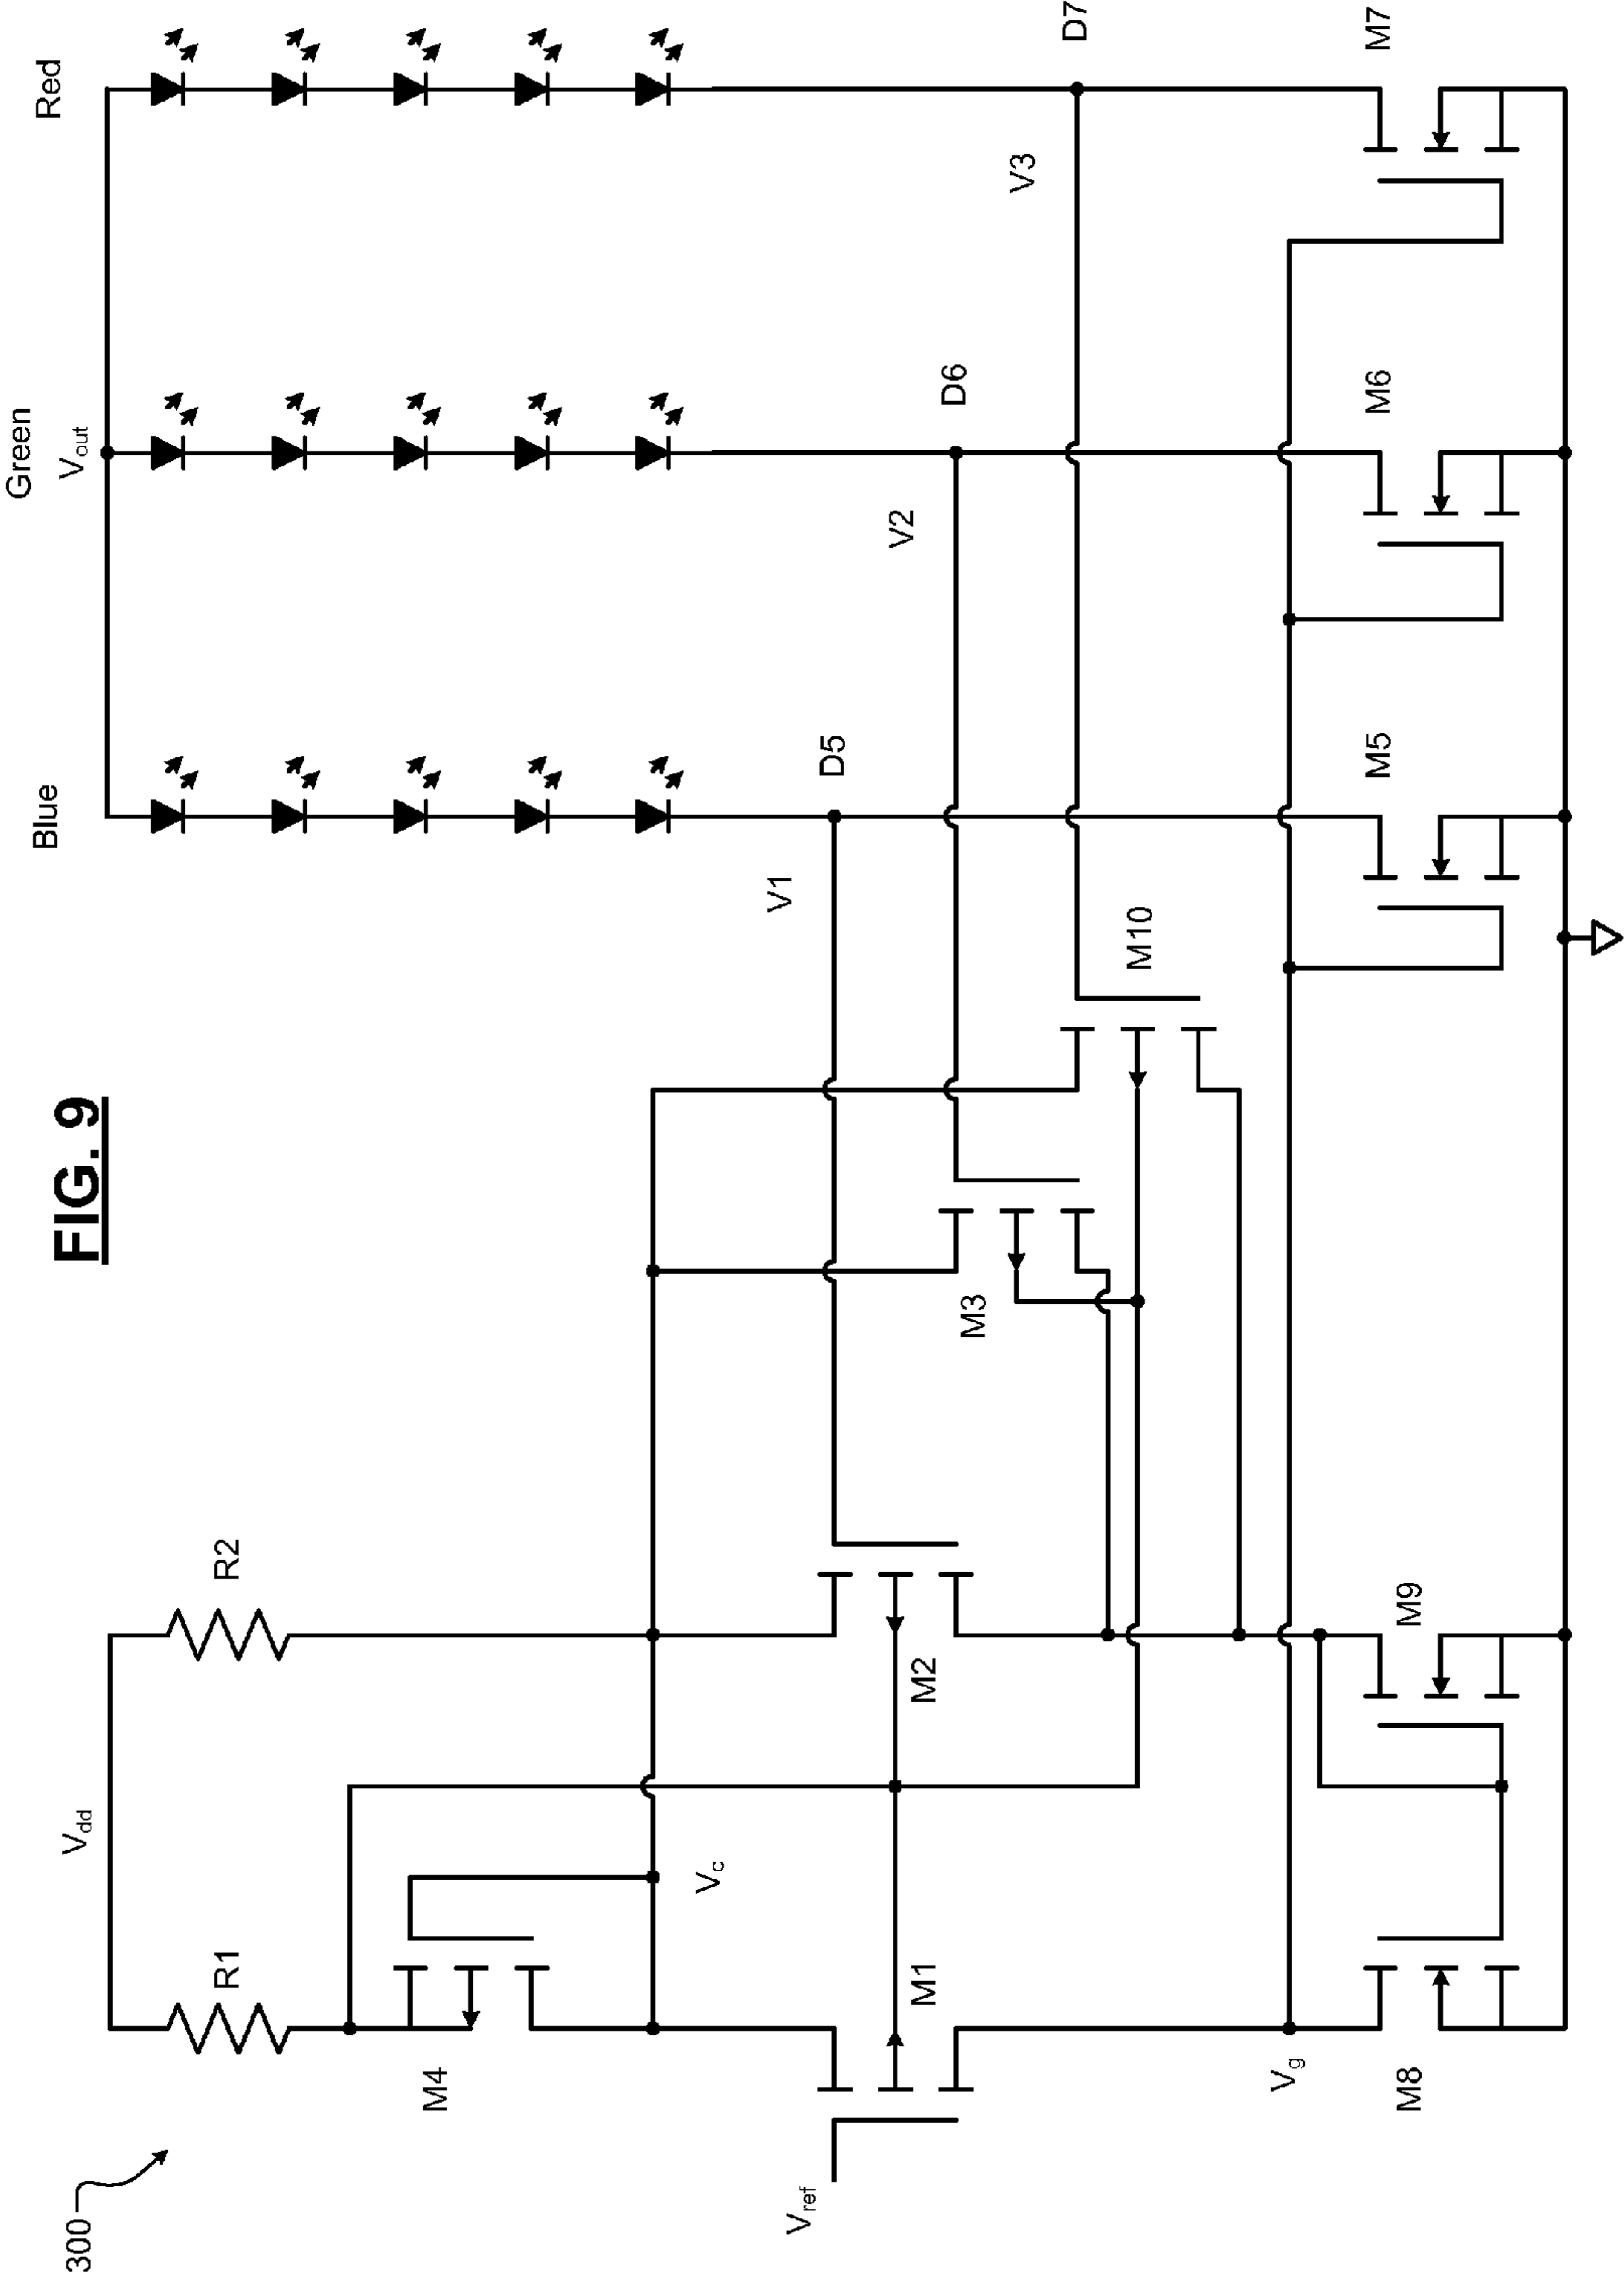 FIG. 9
300
Blue
Green
Red
Vout
Vdd
R1
R2
M4
Vc
Vref
M1
M2
M3
M10
V1
D5
V2
D6
V3
D7
Vg
M8
M9
M5
M6
M7